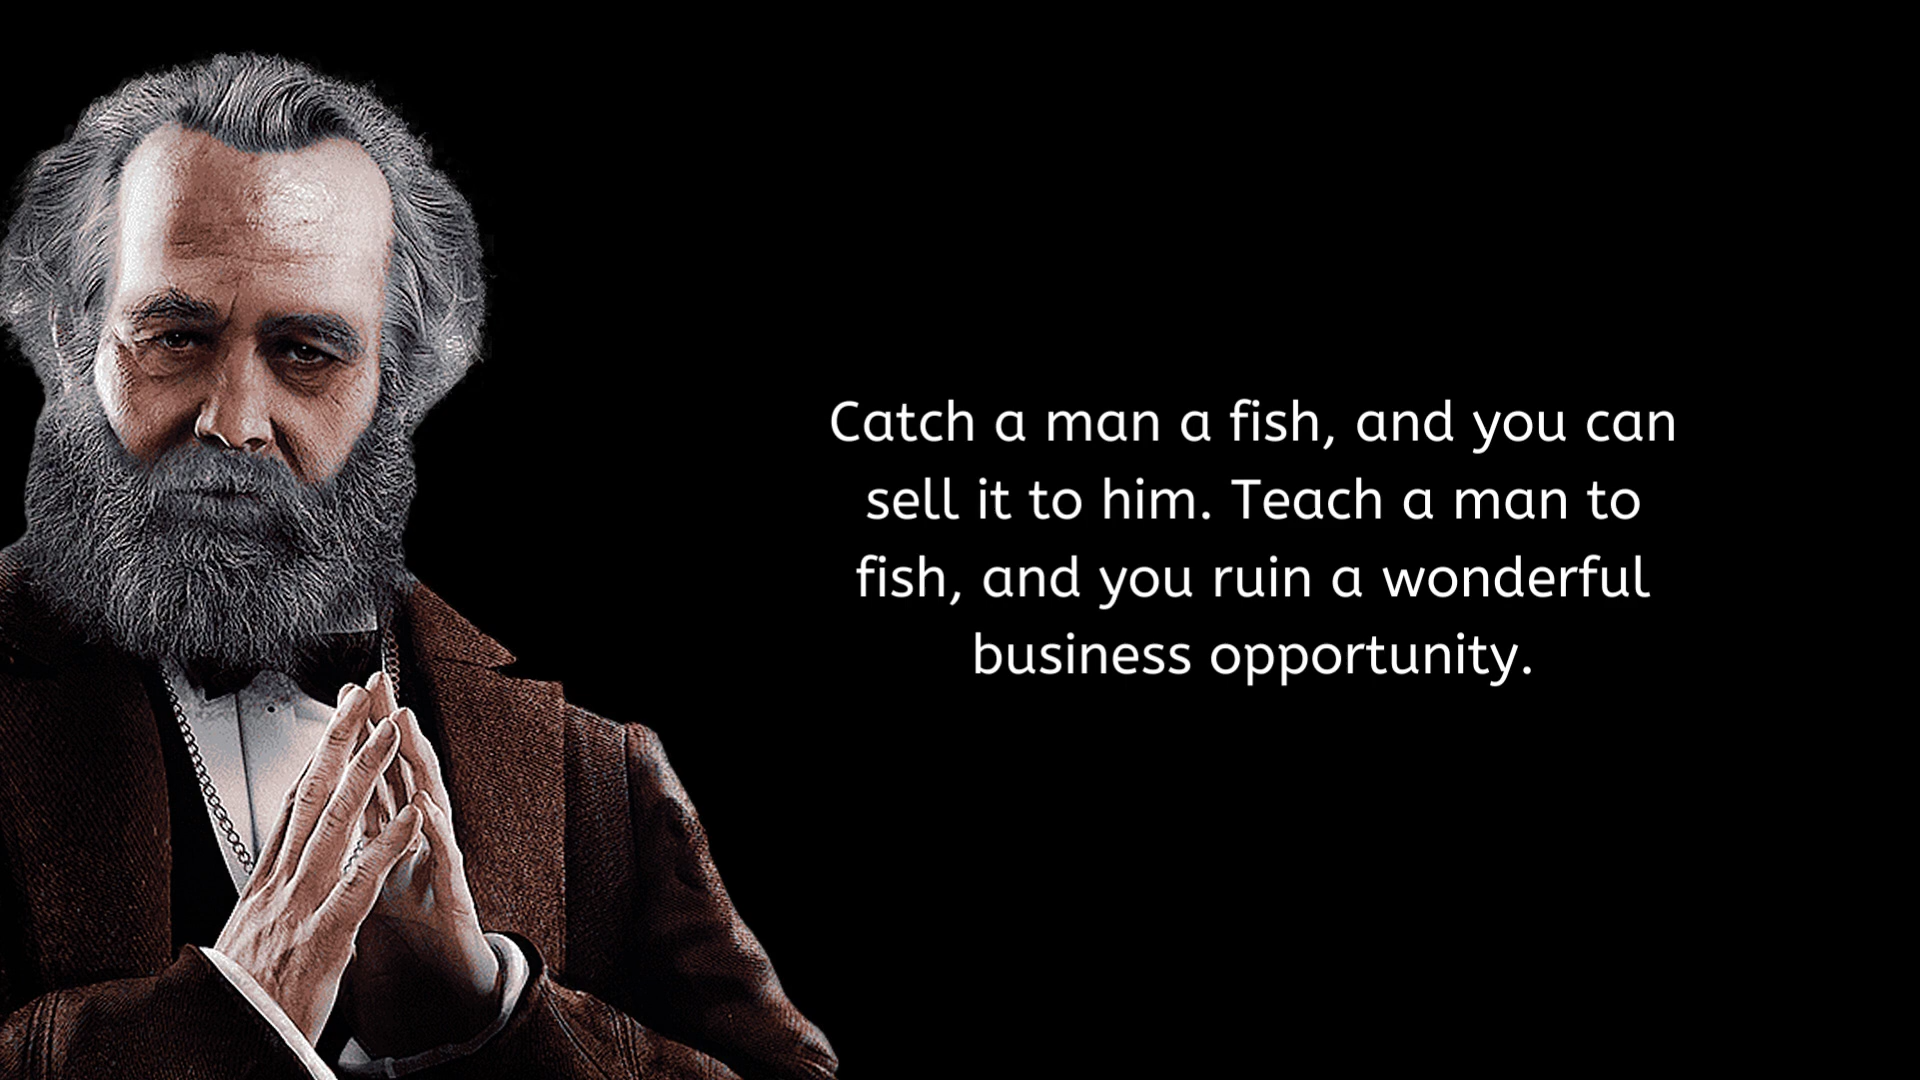 Catch a man a fish, and you can
sell it to him. Teach a man to
fish, and you ruin a wonderful
business opportunity.